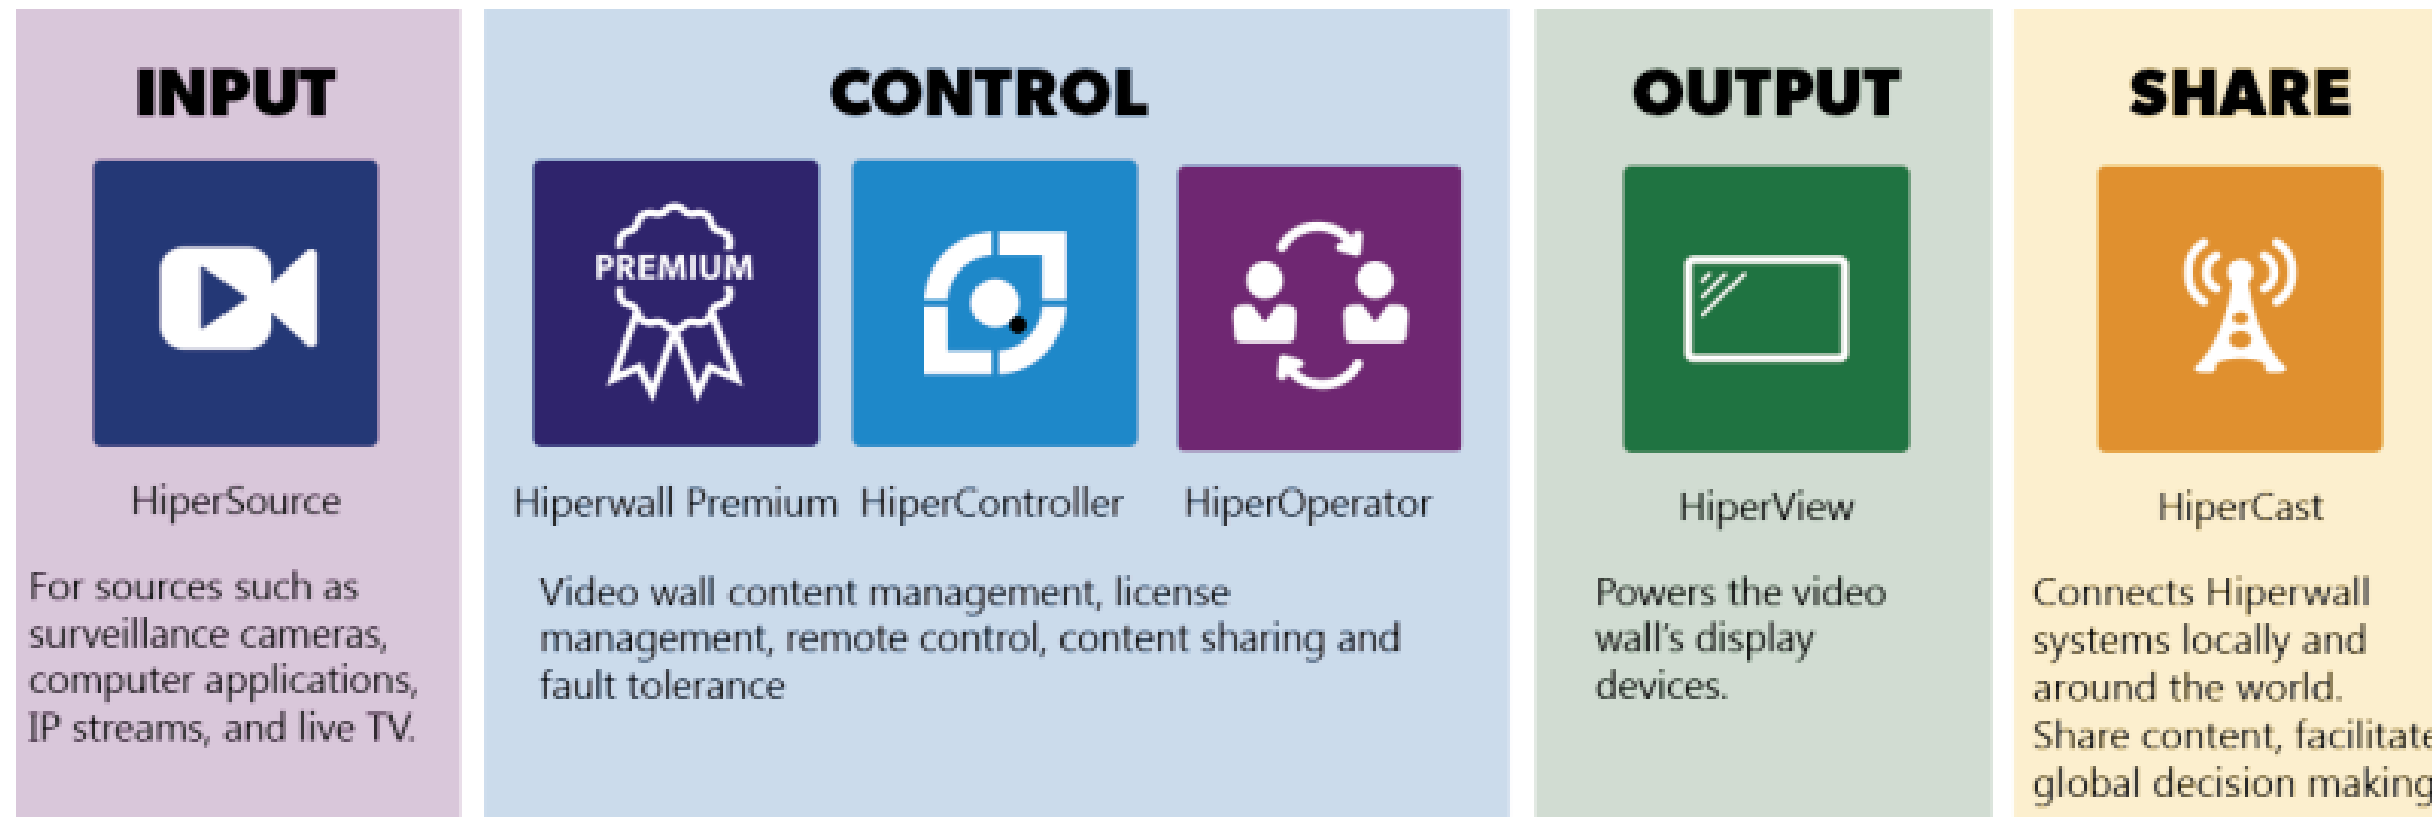 INPUT
HiperSource
For sources such as
surveillance cameras,
computer applications,
IP streams, and live TV.
CONTROL
PREMIUM
Hiperwall Premium
HiperController
HiperOperator
Video wall content management, license
management, remote control, content sharing and
fault tolerance
OUTPUT
HiperView
Powers the video
wall's display
devices.
SHARE
HiperCast
Connects Hiperwall
systems locally and
around the world.
Share content, facilitate
global decision making